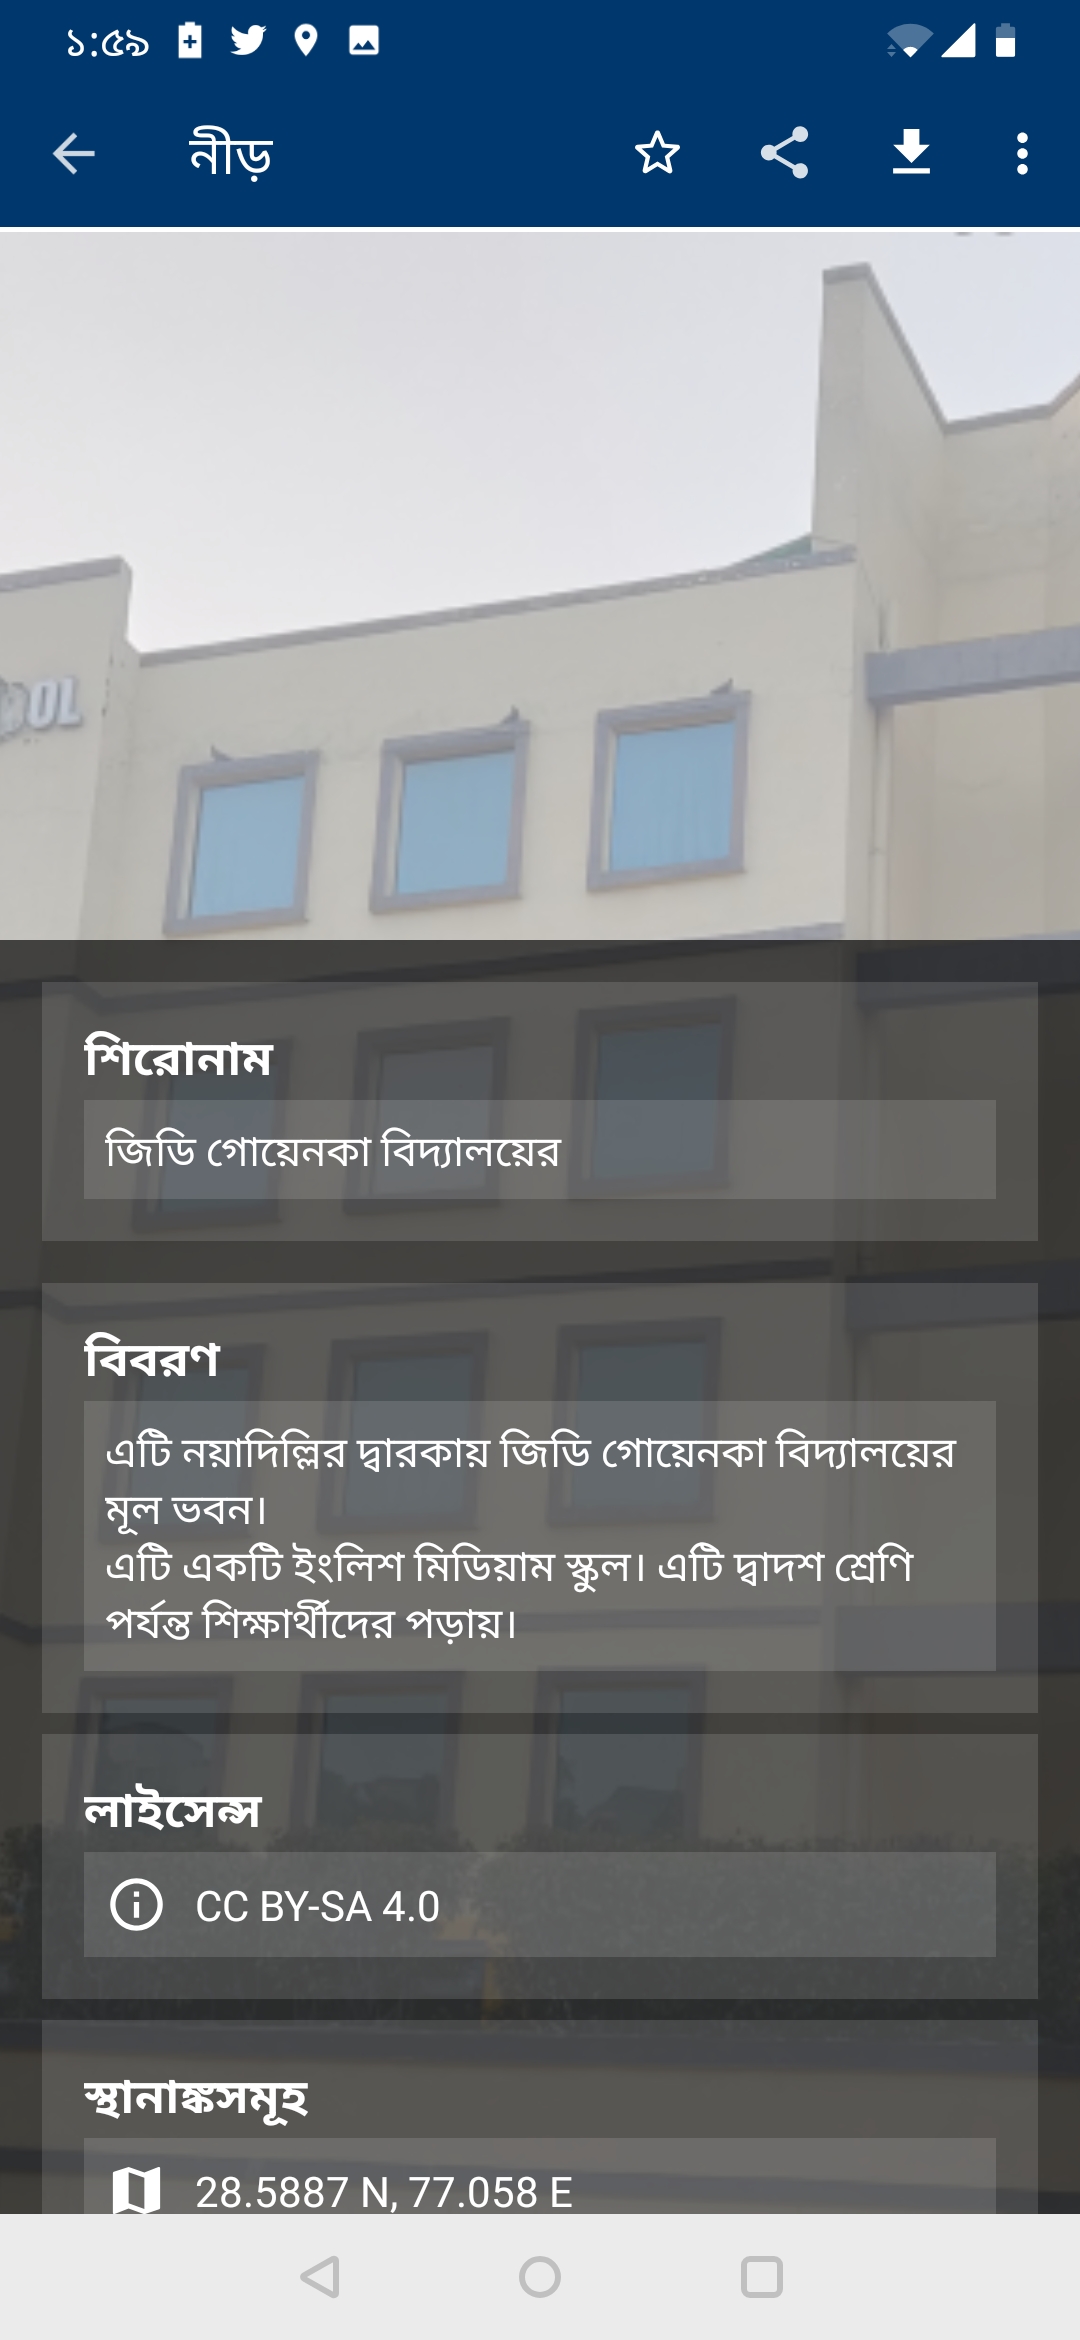 ১:৫৯
নীড়
OL
শিরোনাম
জিডি গোয়েনকা বিদ্যালয়ের
বিবরণ
এটি নয়াদিল্লির দ্বারকায় জিডি গোয়েনকা বিদ্যালয়ের
মূল ভবন।
এটি একটি ইংলিশ মিডিয়াম স্কুল। এটি দ্বাদশ শ্রেণি
পর্যন্ত শিক্ষার্থীদের পড়ায়।
লাইসেন্স
CC BY-SA 4.0
স্থানাঙ্কসমূহ
28.5887 N, 77.058 E